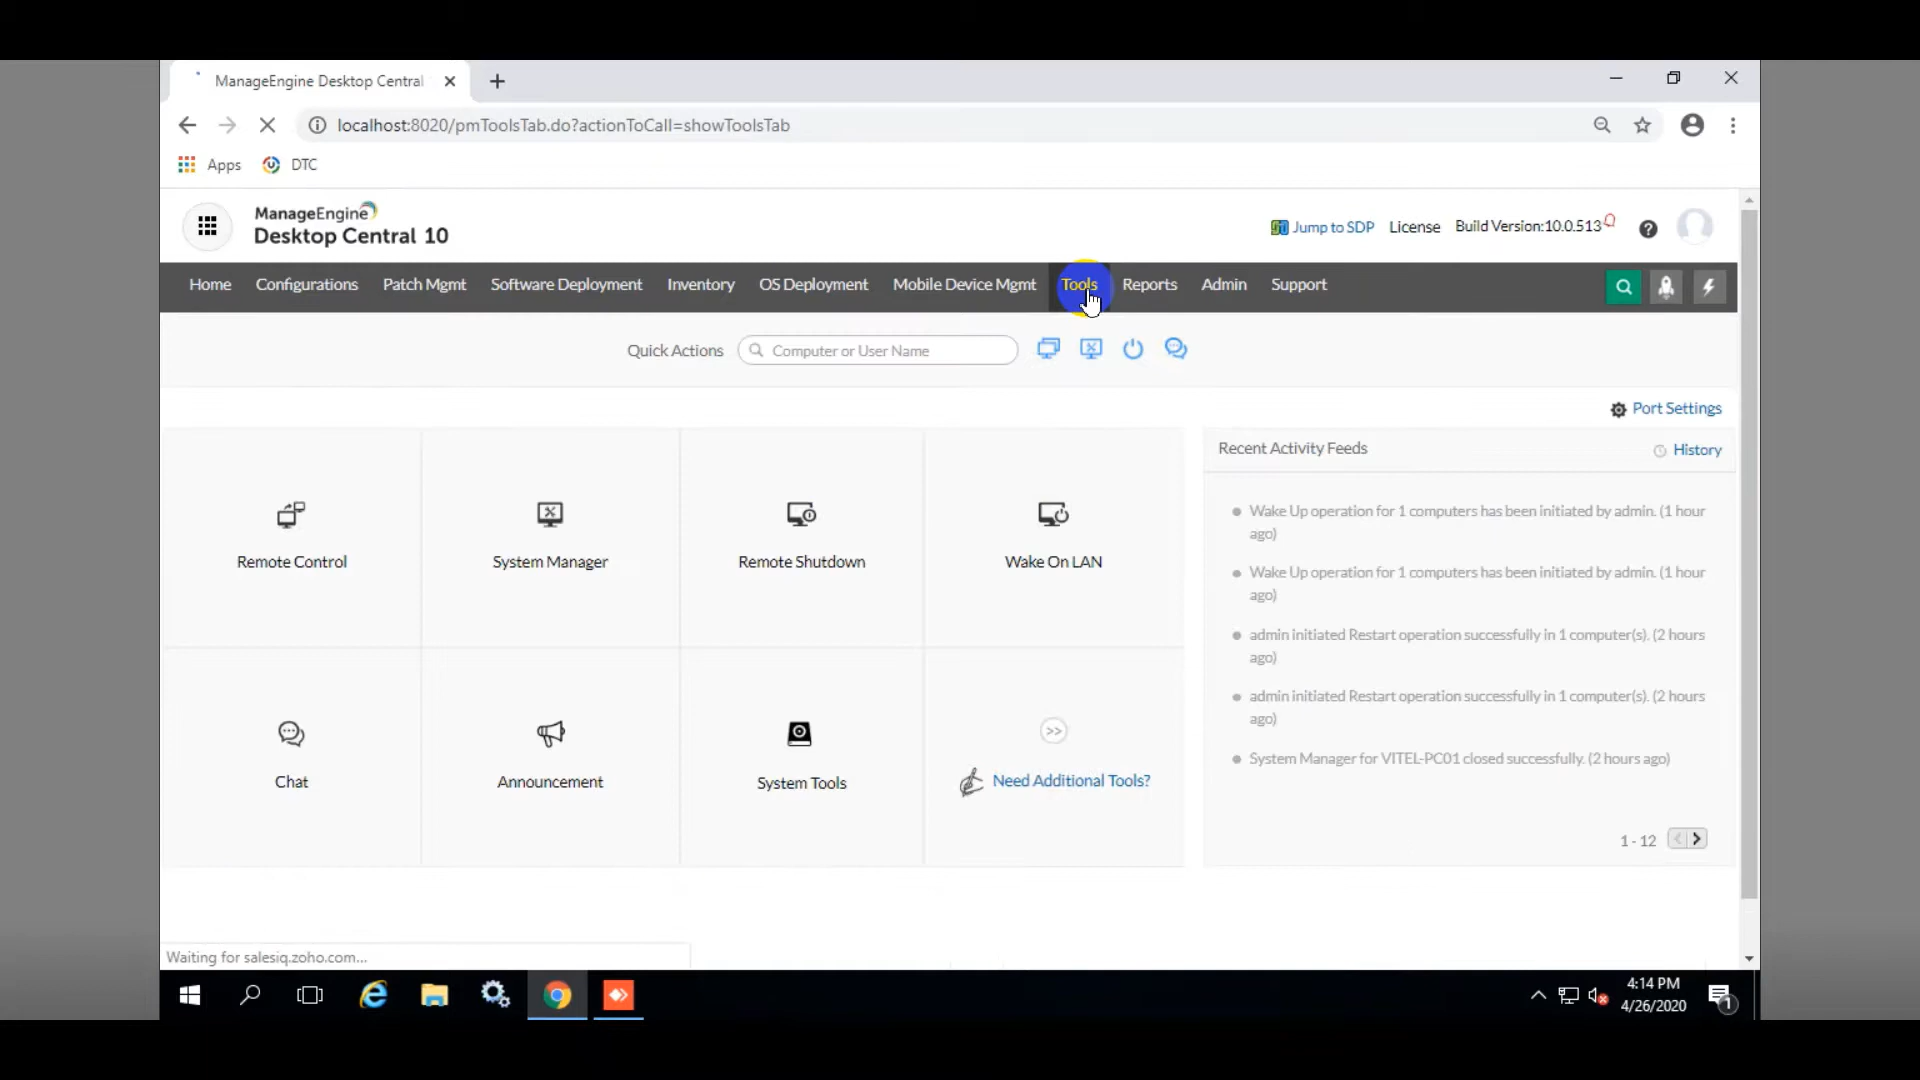 ManageEngine Desktop Central
localhost:8020/pmToolsTab.do?actionToCall=showToolsTab
Apps
DTC
ManageEngine
Desktop Central 10
Jump to SDP
License
Build Version:10.0.513
Home
Configurations
Patch Mgmt
Software Deployment
Inventory
OS Deployment
Mobile Device Mgmt
Tools
Reports
Admin
Support
Quick Actions
Computer or User Name
Port Settings
Remote Control
System Manager
Remote Shutdown
Wake On LAN
Chat
Announcement
System Tools
>>
Need Additional Tools?
Recent Activity Feeds
History
Wake Up operation for 1 computers has been initiated by admin. (1 hour
ago)
Wake Up operation for 1 computers has been initiated by admin. (1 hour
ago)
admin initiated Restart operation successfully in 1 computer(s). (2 hours
ago)
admin initiated Restart operation successfully in 1 computer(s). (2 hours
ago)
System Manager for VITEL-PC01 closed successfully. (2 hours ago)
1 - 12
Waiting for salesiq.zoho.com...
4:14 PM
4/26/2020
1